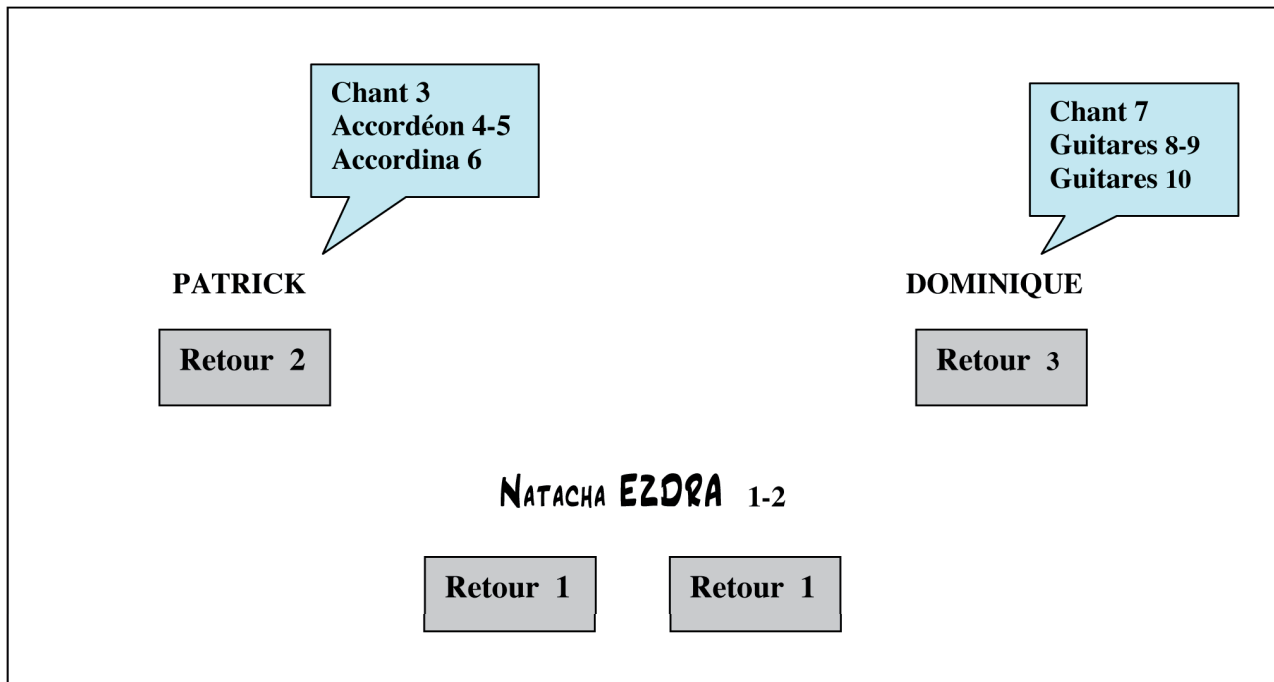 Chant 3
Accordéon 4-5
Accordina 6
Chant 7
Guitares 8-9
Guitares 10
PATRICK
DOMINIQUE
Retour 2
Retour 3
NATACHA EZDRA 1-2
Retour 1
Retour 1